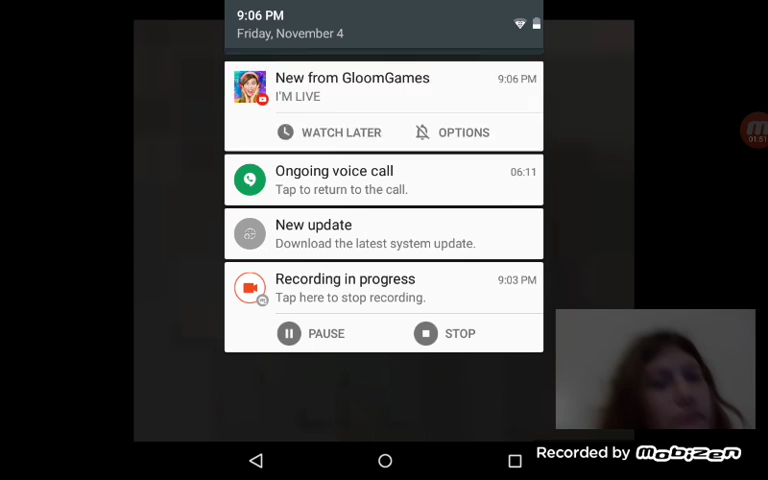 9:06 PM
Friday, November 4
New from GloomGames 9:06 PM
I'M LIVE
WATCH LATER OPTIONS
Ongoing voice call 06:11
Tap to return to the call.
New update
Download the latest system update.
Recording in progress 9:03 PM
Tap here to stop recording.
PAUSE STOP
Recorded by MOBIZEN